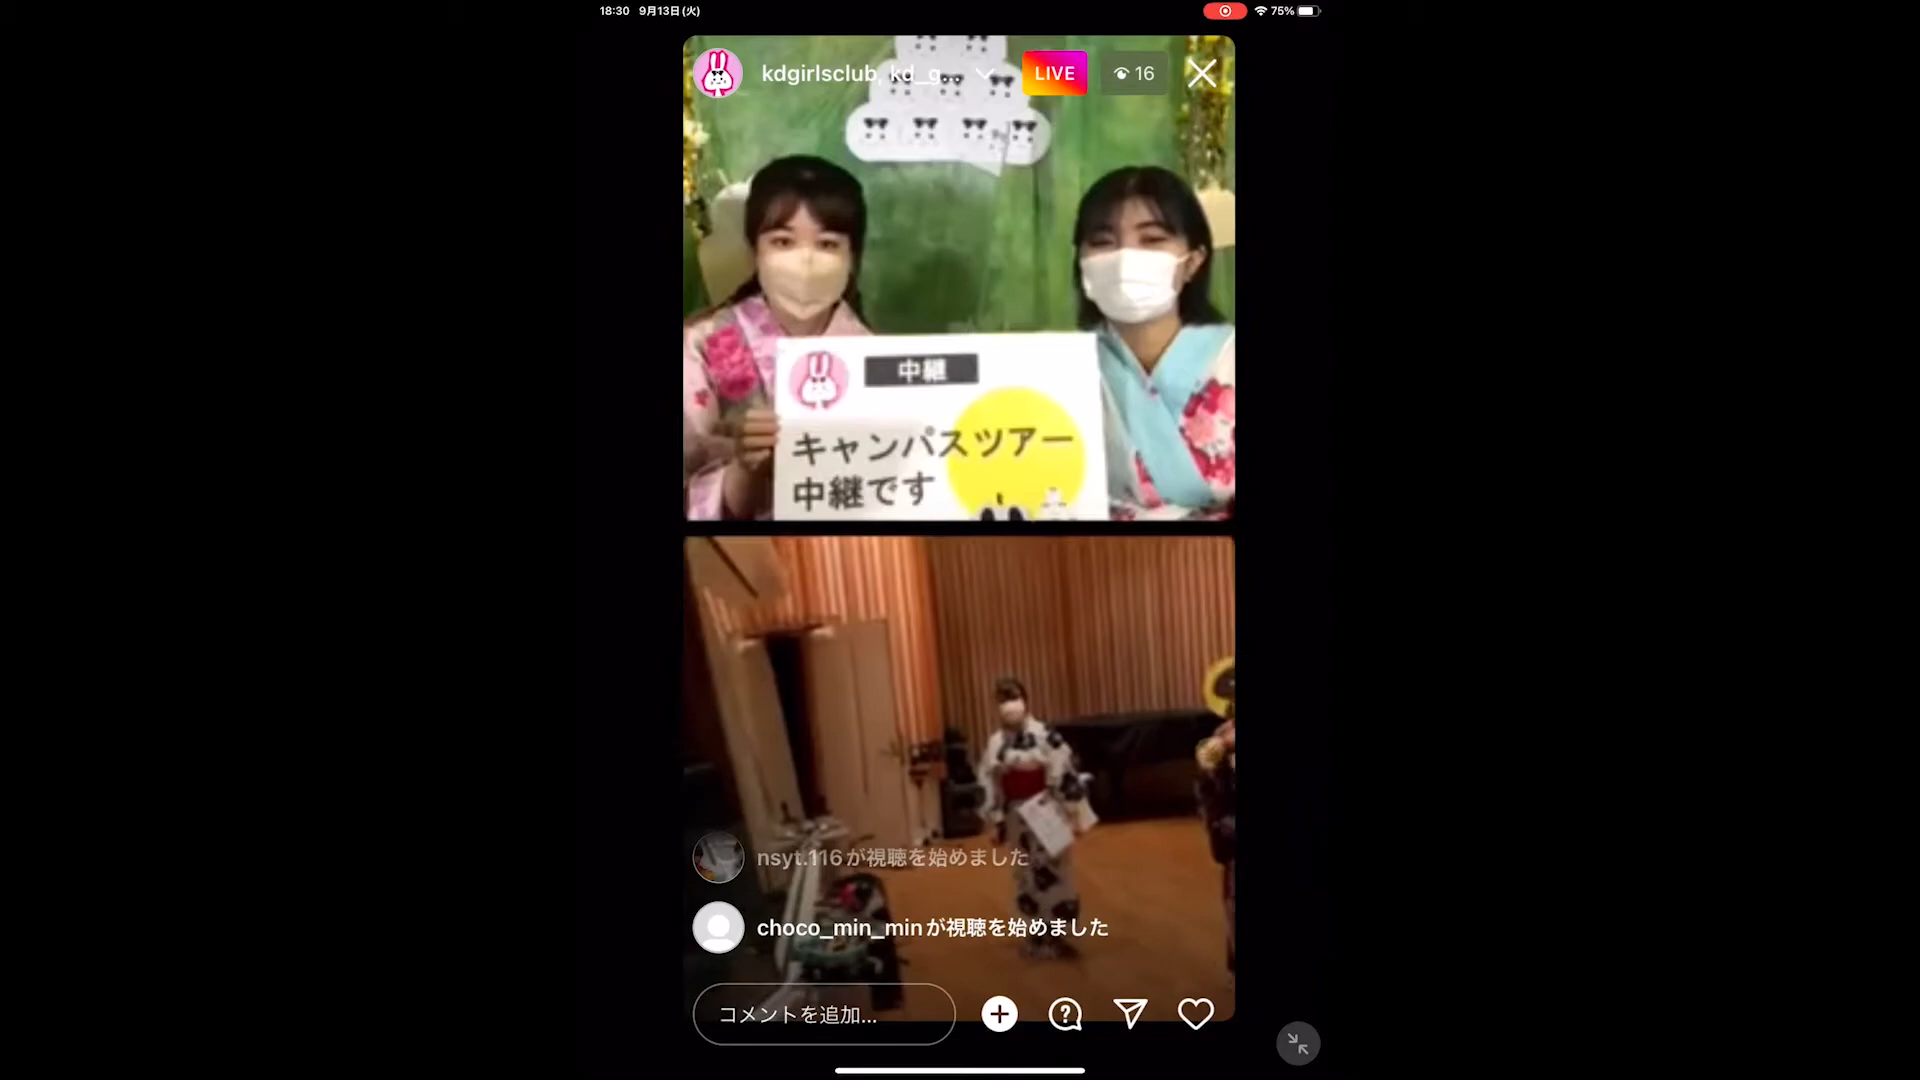 18:30 9月13日(火)
75%
kdgirlsclub, kd_g...
LIVE
16
中継
キャンパスツアー
中継です
nsyt.116が視聴を始めました
choco_min_minが視聴を始めました
コメントを追加...